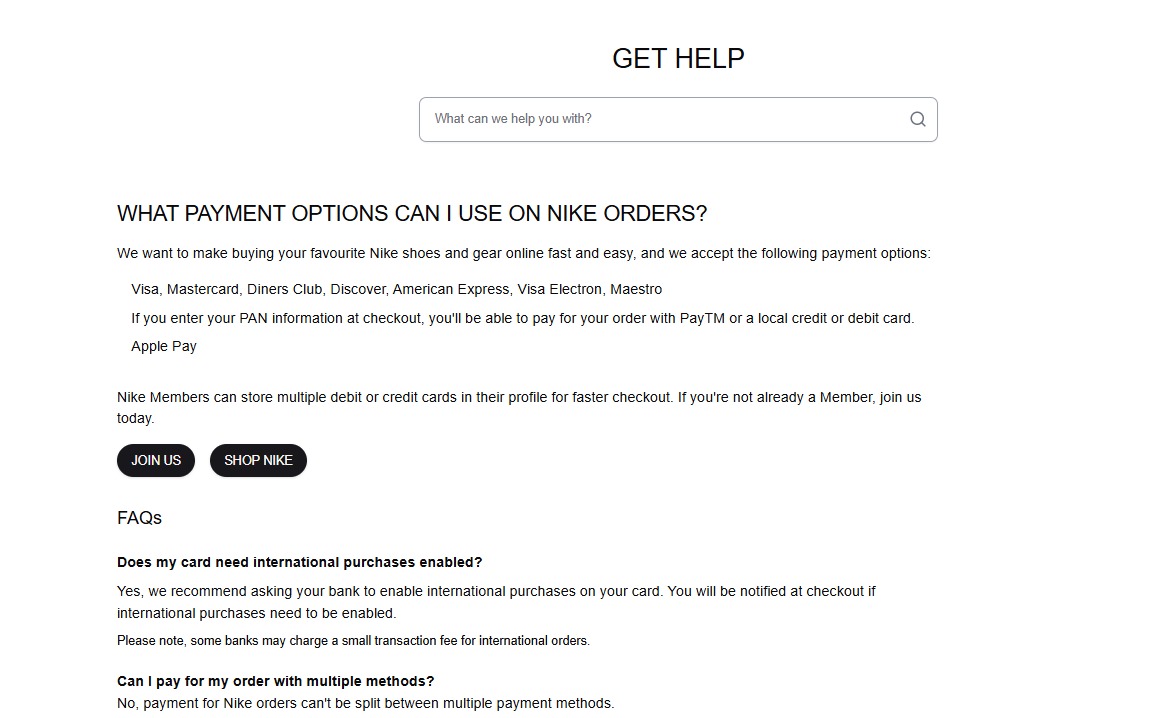 GET HELP
What can we help you with?
WHAT PAYMENT OPTIONS CAN I USE ON NIKE ORDERS?
We want to make buying your favourite Nike shoes and gear online fast and easy, and we accept the following payment options:
Visa, Mastercard, Diners Club, Discover, American Express, Visa Electron, Maestro
If you enter your PAN information at checkout, you'll be able to pay for your order with PayTM or a local credit or debit card.
Apple Pay
Nike Members can store multiple debit or credit cards in their profile for faster checkout. If you're not already a Member, join us
today.
JOIN US SHOP NIKE
FAQs
Does my card need international purchases enabled?
Yes, we recommend asking your bank to enable international purchases on your card. You will be notified at checkout if
international purchases need to be enabled.
Please note, some banks may charge a small transaction fee for international orders.
Can I pay for my order with multiple methods?
No, payment for Nike orders can't be split between multiple payment methods.